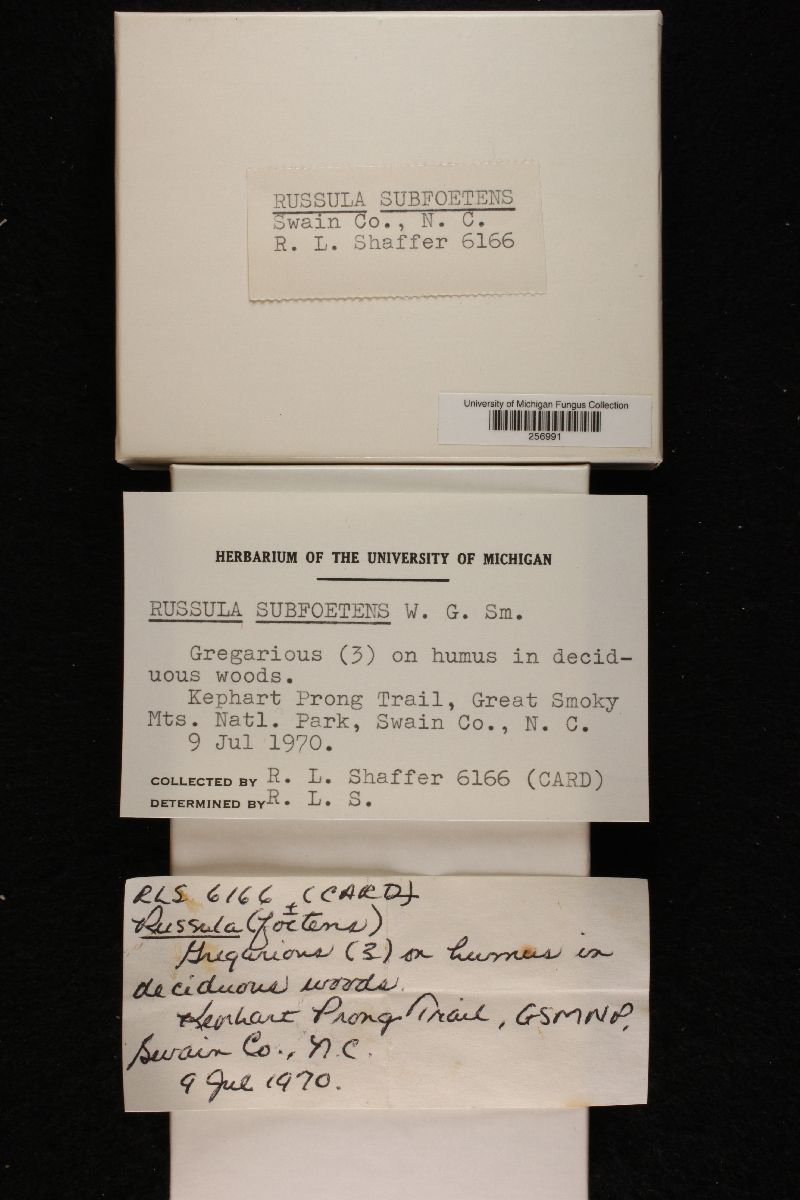 RUSSULA SUBFOETENS
Swain Co., N. C.
R. L. Shaffer 6166
University of Michigan Fungus Collection
256991
HERBARIUM OF THE UNIVERSITY OF MICHIGAN
RUSSULA SUBFOETENS W. G. Sm.
Gregarious (3) on humus in decid-
uous woods.
Kephart Prong Trail, Great Smoky
Mts. Natl. Park, Swain Co., N. C.
9 Jul 1970.
COLLECTED BY R. L. Shaffer 6166 (CARD)
DETERMINED BY R. L. S.
RLS 6166 (CARD)
Russula (± foetens)
Gregarious (3) on humus in
deciduous woods.
Kephart Prong Trail, GSMNP,
Swain Co., N.C.
9 Jul 1970.